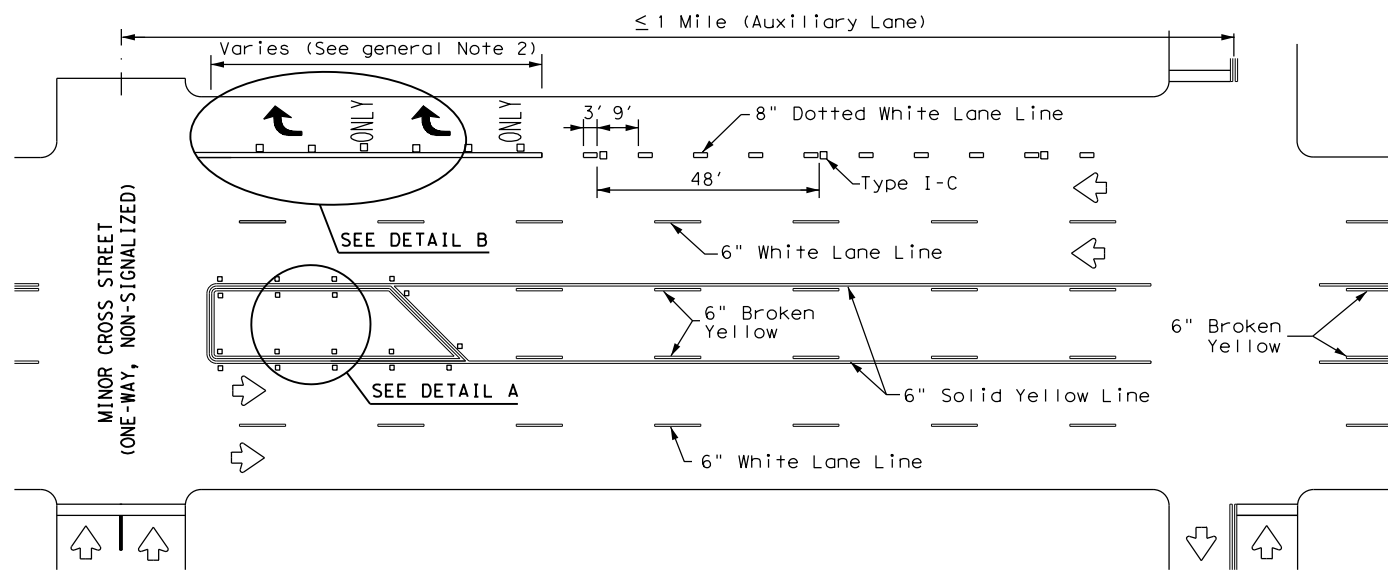 ≤ 1 Mile (Auxiliary Lane)
Varies (See general Note 2)
ONLY
ONLY
3' 9'
8" Dotted White Lane Line
48'
Type I-C
SEE DETAIL B
6" White Lane Line
MINOR CROSS STREET
(ONE-WAY, NON-SIGNALIZED)
6" Broken
Yellow
6" Broken
Yellow
SEE DETAIL A
6" Solid Yellow Line
6" White Lane Line